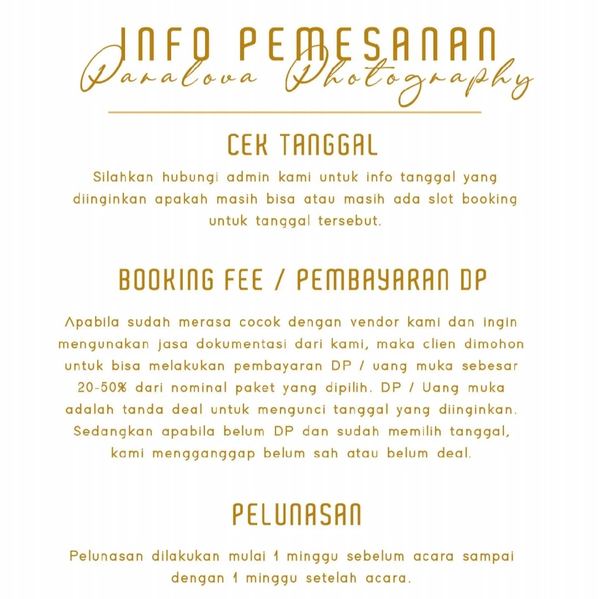 INFO PEMESANAN
Paralova Photography
CEK TANGGAL
Silahkan hubungi admin kami untuk info tanggal yang
diinginkan apakah masih bisa atau masih ada slot booking
untuk tanggal tersebut.
BOOKING FEE / PEMBAYARAN DP
Apabila sudah merasa cocok dengan vendor kami dan ingin
mengunakan jasa dokumentasi dari kami, maka clien dimohon
untuk bisa melakukan pembayaran DP / uang muka sebesar
20-50% dari nominal paket yang dipilih. DP / Uang muka
adalah tanda deal untuk mengunci tanggal yang diinginkan.
Sedangkan apabila belum DP dan sudah memilih tanggal,
kami mengganggap belum sah atau belum deal.
PELUNASAN
Pelunasan dilakukan mulai 1 minggu sebelum acara sampai
dengan 1 minggu setelah acara.